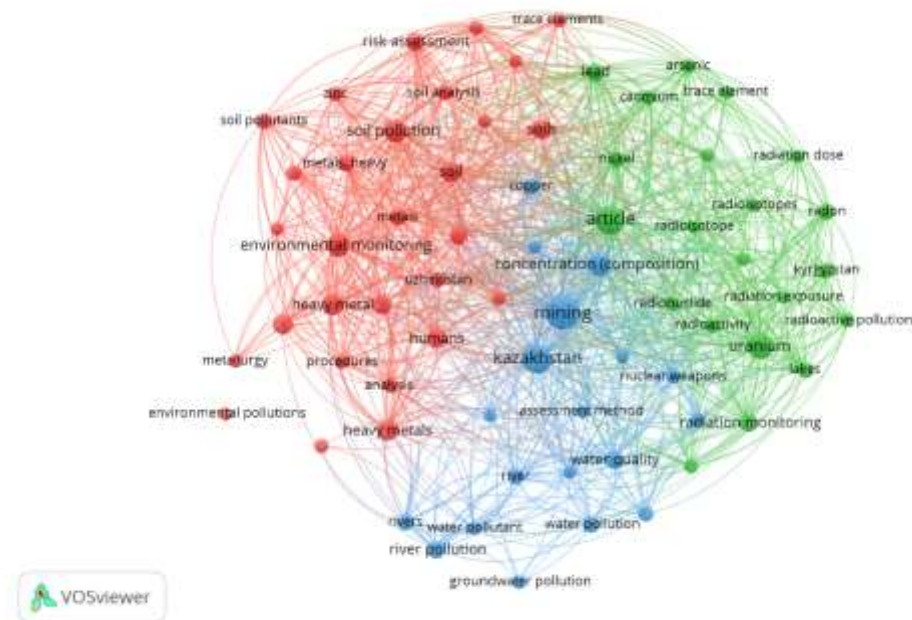 trace elements
risk assessment
lead
arsenic
zinc
soil analysis
cadmium
trace element
soil pollutants
soil pollution
soils
metals, heavy
soil
nickel
radiation dose
copper
radioisotopes
radon
metals
article
radioisotope
environmental monitoring
concentration (composition)
kyrgyzstan
uzbekistan
heavy metal
mining
radionuclide
radiation exposure
radioactivity
radioactive pollution
humans
uranium
metallurgy
procedures
kazakhstan
nuclear weapons
lakes
analysis
environmental pollutions
assessment method
radiation monitoring
heavy metals
water quality
river
rivers
water pollutant
water pollution
river pollution
groundwater pollution
VOSviewer